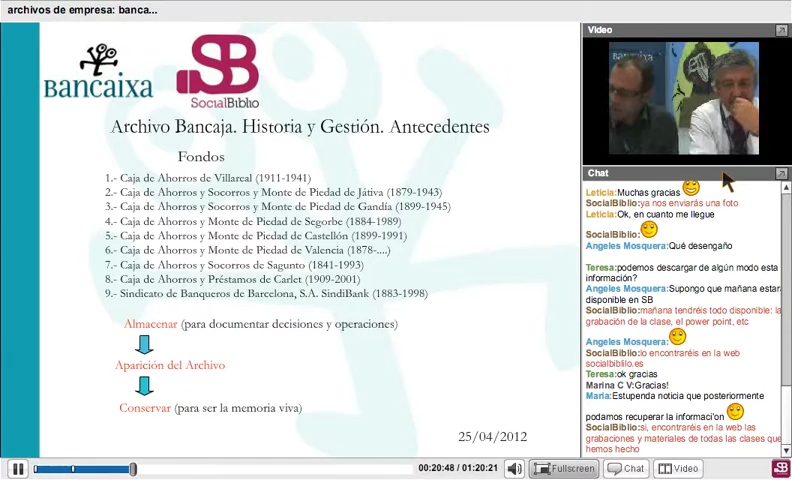 archivos de empresa: banca...
Video
BANCAIXA
SB
SocialBiblio
Archivo Bancaja. Historia y Gestión. Antecedentes
Fondos
1.- Caja de Ahorros de Villareal (1911-1941)
2.- Caja de Ahorros y Socorros y Monte de Piedad de Játiva (1879-1943)
3.- Caja de Ahorros y Socorros y Monte de Piedad de Gandía (1899-1945)
4.- Caja de Ahorros y Monte de Piedad de Segorbe (1884-1989)
5.- Caja de Ahorros y Monte de Piedad de Castellón (1899-1991)
6.- Caja de Ahorros y Monte de Piedad de Valencia (1878-....)
7.- Caja de Ahorros y Socorros de Sagunto (1841-1993)
8.- Caja de Ahorros y Préstamos de Carlet (1909-2001)
9.- Sindicato de Banqueros de Barcelona, S.A. SindiBank (1883-1998)
Almacenar (para documentar decisiones y operaciones)
Aparición del Archivo
Conservar (para ser la memoria viva)
25/04/2012
Chat
Leticia:Muchas gracias
SocialBiblio:ya nos enviarás una foto
Leticia:Ok, en cuanto me llegue
SocialBiblio:
Angeles Mosquera:Qué desengaño
Teresa:podemos descargar de algún modo esta
información?
Angeles Mosquera:Supongo que mañana estar
disponible en SB
SocialBiblio:mañana tendréis todo disponible: la
grabación de la clase, el power point, etc
Angeles Mosquera:
SocialBiblio:lo encontraréis en la web
socialbiblilo.es
Teresa:ok gracias
Marina C V:Gracias!
María:Estupenda noticia que posteriormente
podamos recuperar la informaci'on
SocialBiblio:si, encontraréis en la web las
grabaciones y materiales de todas las clases que
hemos hecho
00:20:48 / 01:20:21
Fullscreen
Chat
Video
SB